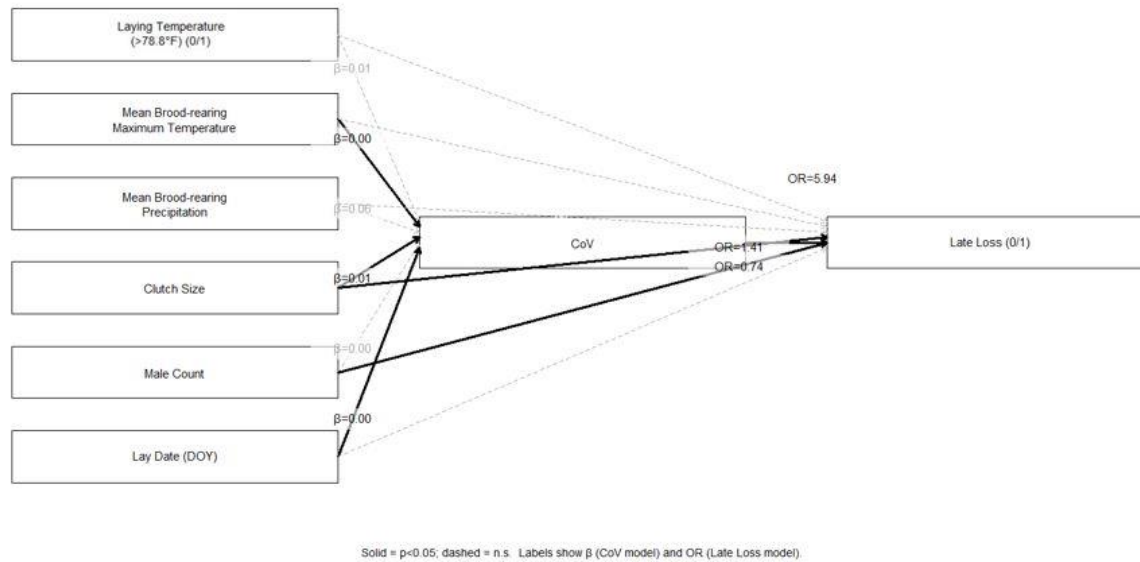 Laying Temperature
(>78.8°F) (0/1)
β=0.01
Mean Brood-rearing
Maximum Temperature
β=0.00
OR=5.94
Mean Brood-rearing
Precipitation
β=0.06
CoV
OR=1.41
OR=0.74
Late Loss (0/1)
Clutch Size
β=0.01
β=0.00
Male Count
β=0.00
Lay Date (DOY)
Solid = p<0.05; dashed = n.s. Labels show β (CoV model) and OR (Late Loss model).